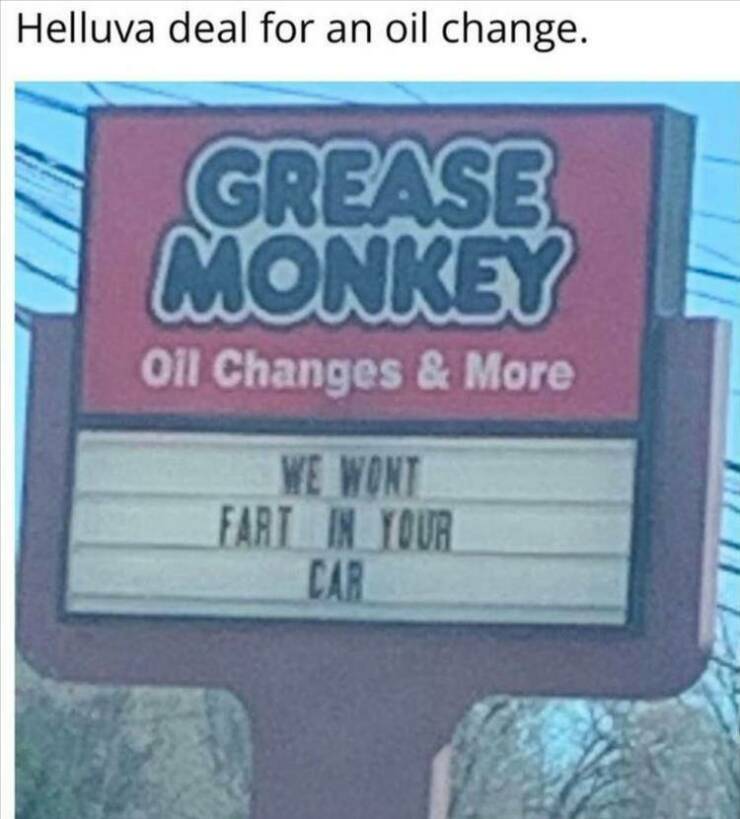 Helluva deal for an oil change.
GREASE
MONKEY
Oil Changes & More
WE WONT
FART IN YOUR
CAR